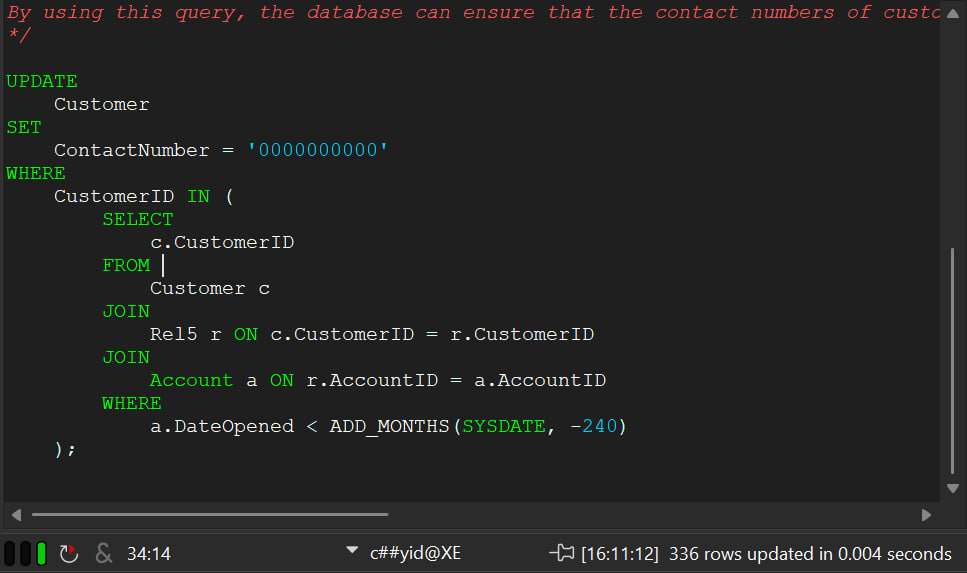 By using this query, the database can ensure that the contact numbers of custo
*/
UPDATE
    Customer
SET
    ContactNumber = '0000000000'
WHERE
    CustomerID IN (
        SELECT
            c.CustomerID
        FROM
            Customer c
        JOIN
            Rel5 r ON c.CustomerID = r.CustomerID
        JOIN
            Account a ON r.AccountID = a.AccountID
        WHERE
            a.DateOpened < ADD_MONTHS(SYSDATE, -240)
    );
& 34:14 c##yid@XE [16:11:12] 336 rows updated in 0.004 seconds